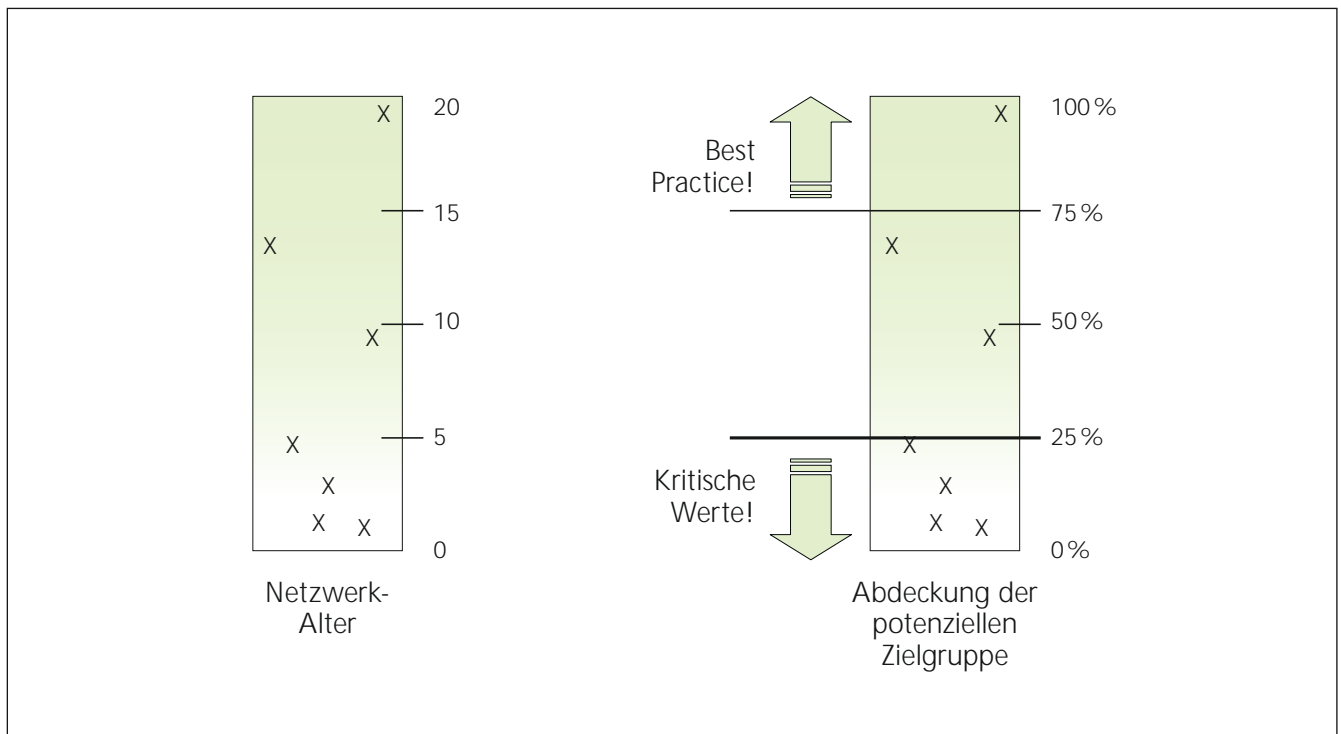 20
X
15
X
10
X
5
X
X
X
X
0
Netzwerk-
Alter
Best
Practice!
Kritische
Werte!
100%
X
75%
X
50%
X
25%
X
X
X
X
0%
Abdeckung der
potenziellen
Zielgruppe